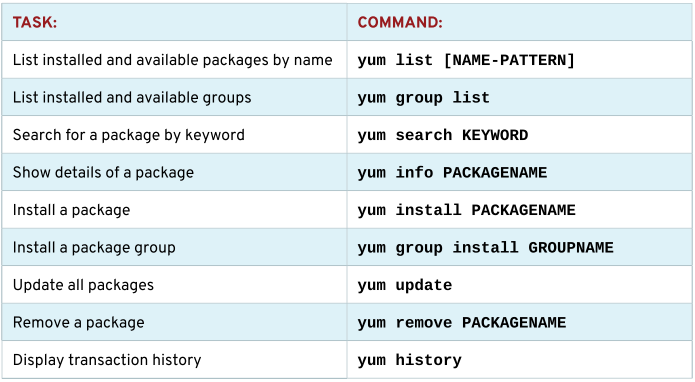 TASK: COMMAND:
List installed and available packages by name yum list [NAME-PATTERN]
List installed and available groups yum group list
Search for a package by keyword yum search KEYWORD
Show details of a package yum info PACKAGENAME
Install a package yum install PACKAGENAME
Install a package group yum group install GROUPNAME
Update all packages yum update
Remove a package yum remove PACKAGENAME
Display transaction history yum history